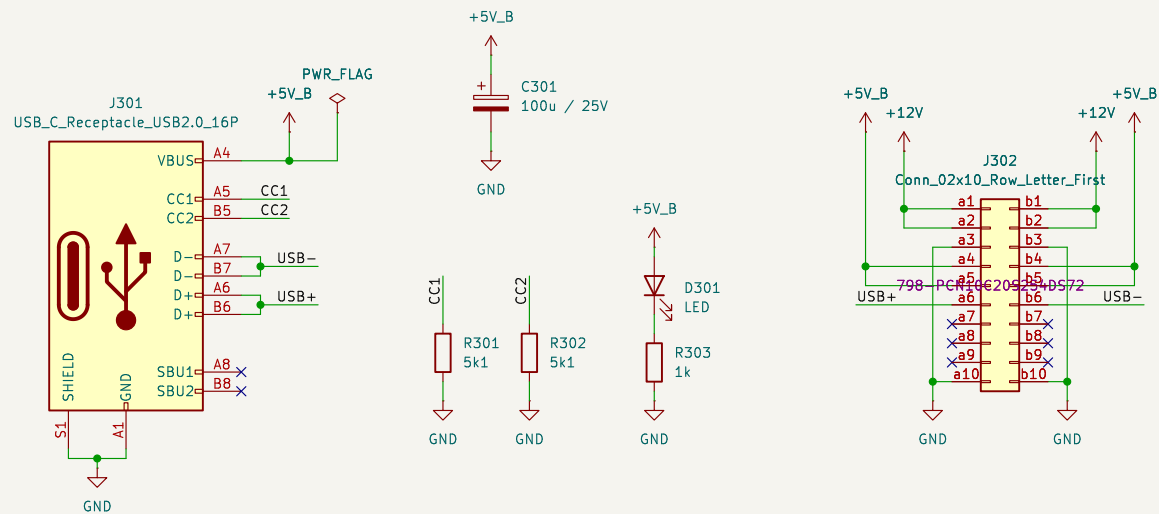 J301
USB_C_Receptacle_USB2.0_16P
+5V_B
PWR_FLAG
VBUS
A4
CC1
A5
CC1
CC2
B5
CC2
D-
A7
D-
B7
USB-
D+
A6
D+
B6
USB+
SBU1
A8
SBU2
B8
SHIELD
GND
S1
A1
GND
+5V_B
C301
100u / 25V
+
GND
CC1
R301
5k1
GND
CC2
R302
5k1
GND
+5V_B
D301
LED
R303
1k
GND
+5V_B
+12V
+12V
+5V_B
J302
Conn_02x10_Row_Letter_First
a1
b1
a2
b2
a3
b3
a4
b4
a5
b5
798-PCN10C20S254DS72
USB+
a6
b6
USB-
a7
b7
a8
b8
a9
b9
a10
b10
GND
GND